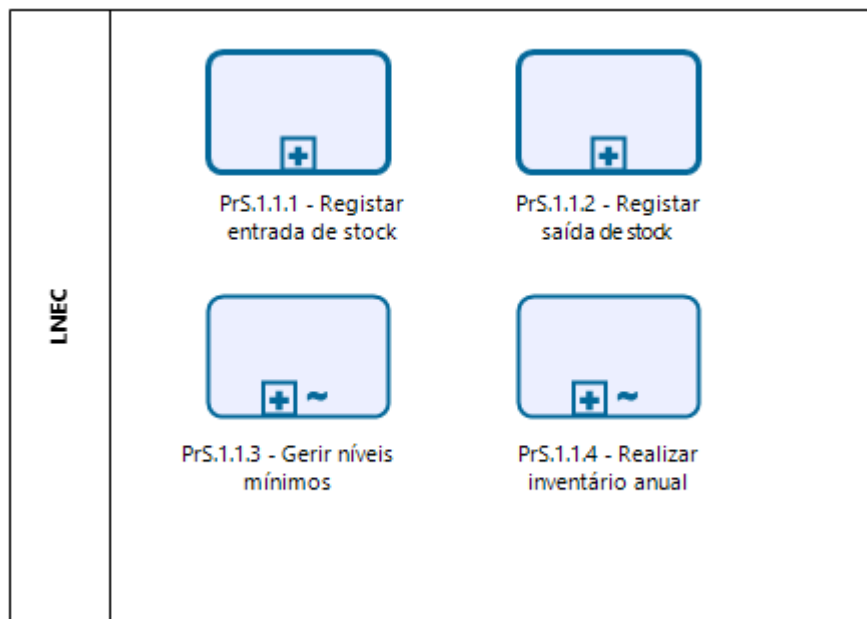 LNEC
PrS.1.1.1 - Registar
entrada de stock
PrS.1.1.2 - Registar
saída de stock
PrS.1.1.3 - Gerir níveis
mínimos
PrS.1.1.4 - Realizar
inventário anual